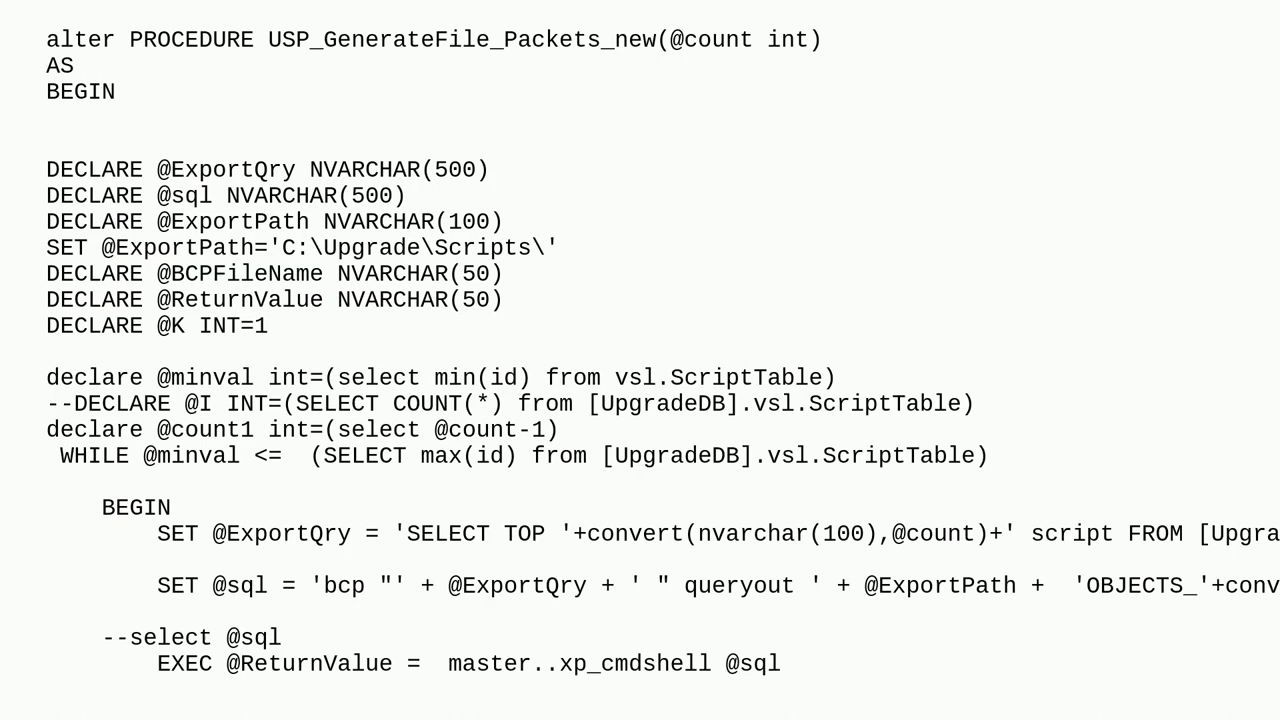 alter PROCEDURE USP_GenerateFile_Packets_new(@count int)
AS
BEGIN
DECLARE @ExportQry NVARCHAR(500)
DECLARE @sql NVARCHAR(500)
DECLARE @ExportPath NVARCHAR(100)
SET @ExportPath='C:\Upgrade\Scripts\'
DECLARE @BCPFileName NVARCHAR(50)
DECLARE @ReturnValue NVARCHAR(50)
DECLARE @K INT=1
declare @minval int=(select min(id) from vsl.ScriptTable)
--DECLARE @I INT=(SELECT COUNT(*) from [UpgradeDB].vsl.ScriptTable)
declare @count1 int=(select @count-1)
WHILE @minval <=  (SELECT max(id) from [UpgradeDB].vsl.ScriptTable)
BEGIN
SET @ExportQry = 'SELECT TOP '+convert(nvarchar(100),@count)+' script FROM [Upgra
SET @sql = 'bcp "' + @ExportQry + ' " queryout ' + @ExportPath +  'OBJECTS_'+conv
--select @sql
EXEC @ReturnValue =  master..xp_cmdshell @sql